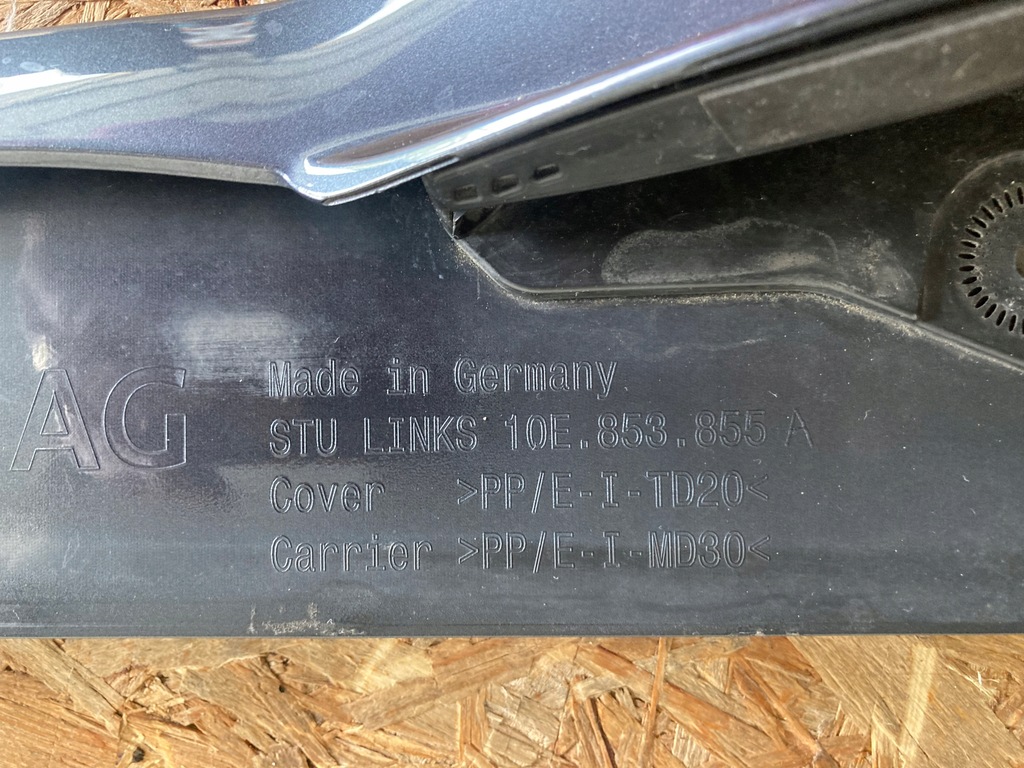 AG
Made in Germany
STU LINKS 10E.853.855 A
Cover >PP/E-I-TD20<
Carrier >PP/E-I-MD30<